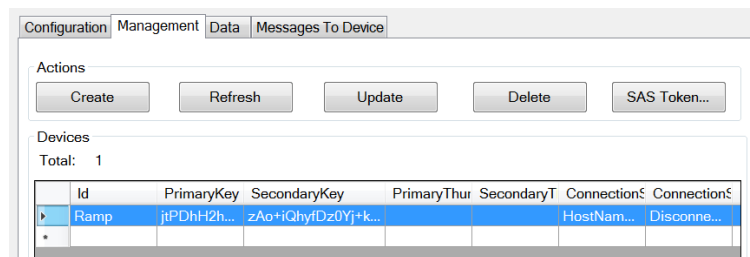 Configuration Management Data Messages To Device
Actions
Create Refresh Update Delete SAS Token...
Devices
Total: 1
Id PrimaryKey SecondaryKey PrimaryThur SecondaryT ConnectionS ConnectionS
Ramp jtPDhH2h... zAo+iQhyfDz0Yj+k... HostNam... Disconne...
*